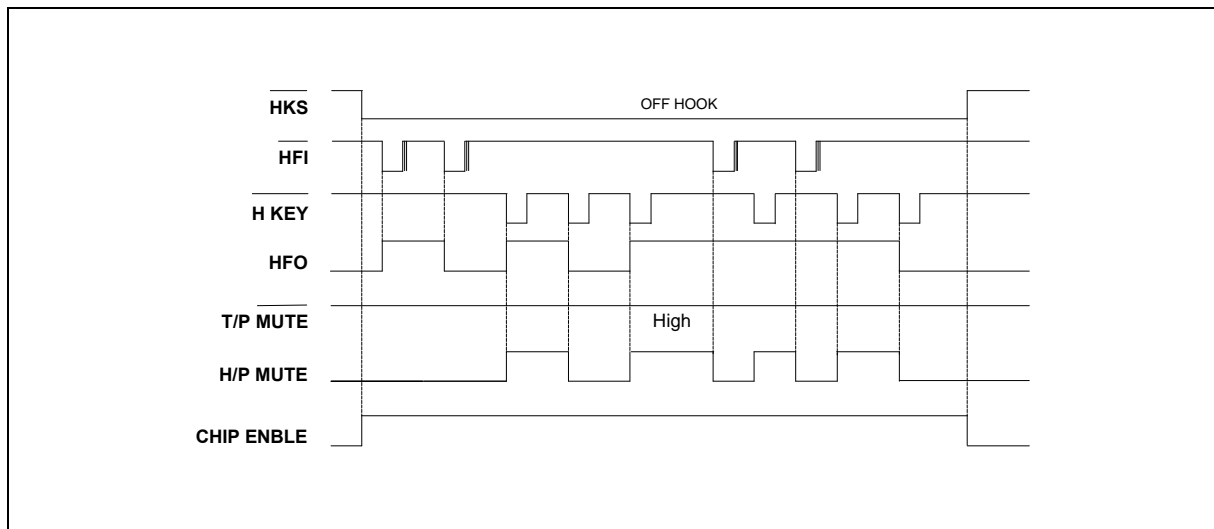 HKS
OFF HOOK
HFI
H KEY
HFO
T/P MUTE
High
H/P MUTE
CHIP ENBLE